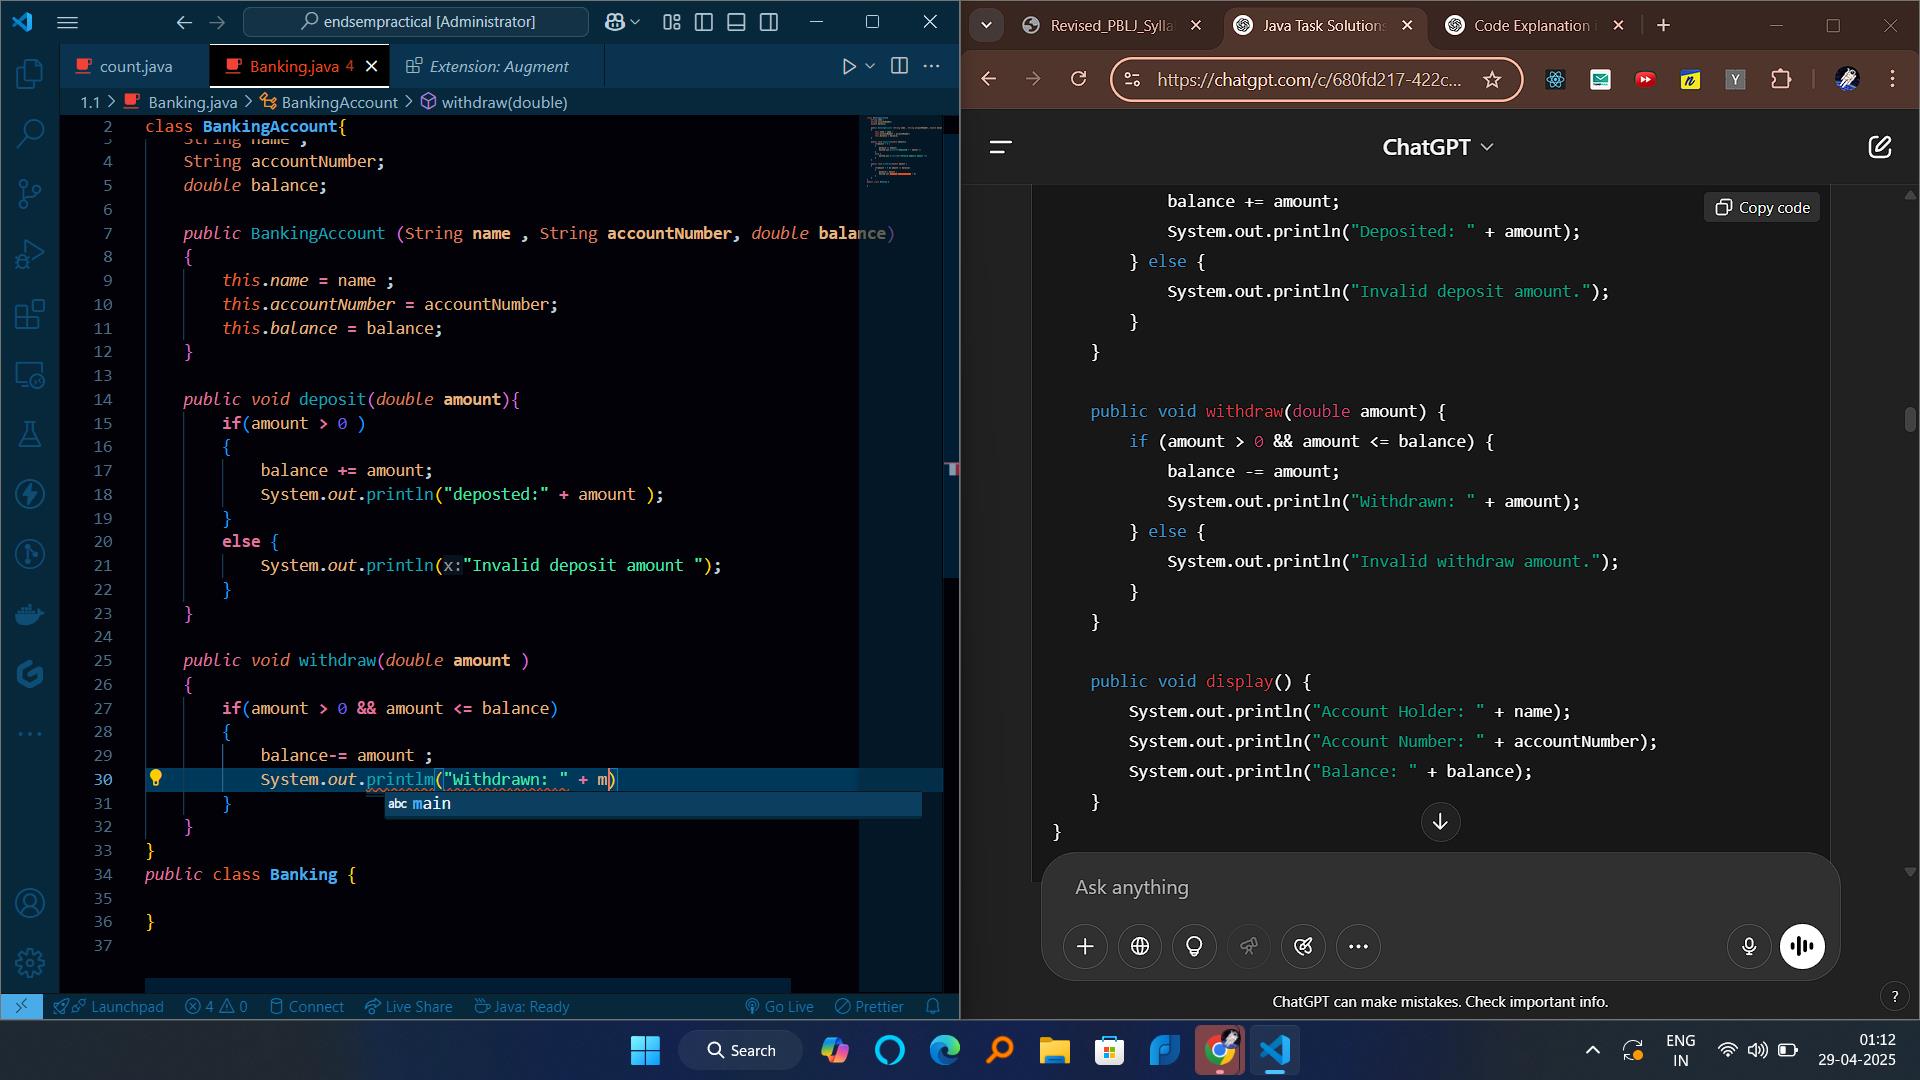 endsempractical [Administrator]
count.java
Banking.java 4
Extension: Augment
1.1 > Banking.java > BankingAccount > withdraw(double)
2 class BankingAccount{
3 String name ;
4 String accountNumber;
5 double balance;
6
7 public BankingAccount (String name , String accountNumber, double balance)
8 {
9 this.name = name ;
10 this.accountNumber = accountNumber;
11 this.balance = balance;
12 }
13
14 public void deposit(double amount){
15 if(amount > 0 )
16 {
17 balance += amount;
18 System.out.println("deposted:" + amount );
19 }
20 else {
21 System.out.println(x:"Invalid deposit amount ");
22 }
23 }
24
25 public void withdraw(double amount )
26 {
27 if(amount > 0 && amount <= balance)
28 {
29 balance-= amount ;
30 System.out.printlm("Withdrawn: " + m)
abc main
31 }
32 }
33 }
34 public class Banking {
35
36 }
37
Launchpad
4
0
Connect
Live Share
Java: Ready
Go Live
Prettier
Revised_PBLJ_Sylla
Java Task Solutions
Code Explanation i
https://chatgpt.com/c/680fd217-422c...
ChatGPT
Copy code
balance += amount;
System.out.println("Deposited: " + amount);
} else {
System.out.println("Invalid deposit amount.");
}
}
public void withdraw(double amount) {
if (amount > 0 && amount <= balance) {
balance -= amount;
System.out.println("Withdrawn: " + amount);
} else {
System.out.println("Invalid withdraw amount.");
}
}
public void display() {
System.out.println("Account Holder: " + name);
System.out.println("Account Number: " + accountNumber);
System.out.println("Balance: " + balance);
}
}
Ask anything
ChatGPT can make mistakes. Check important info.
?
Search
ENG
IN
01:12
29-04-2025